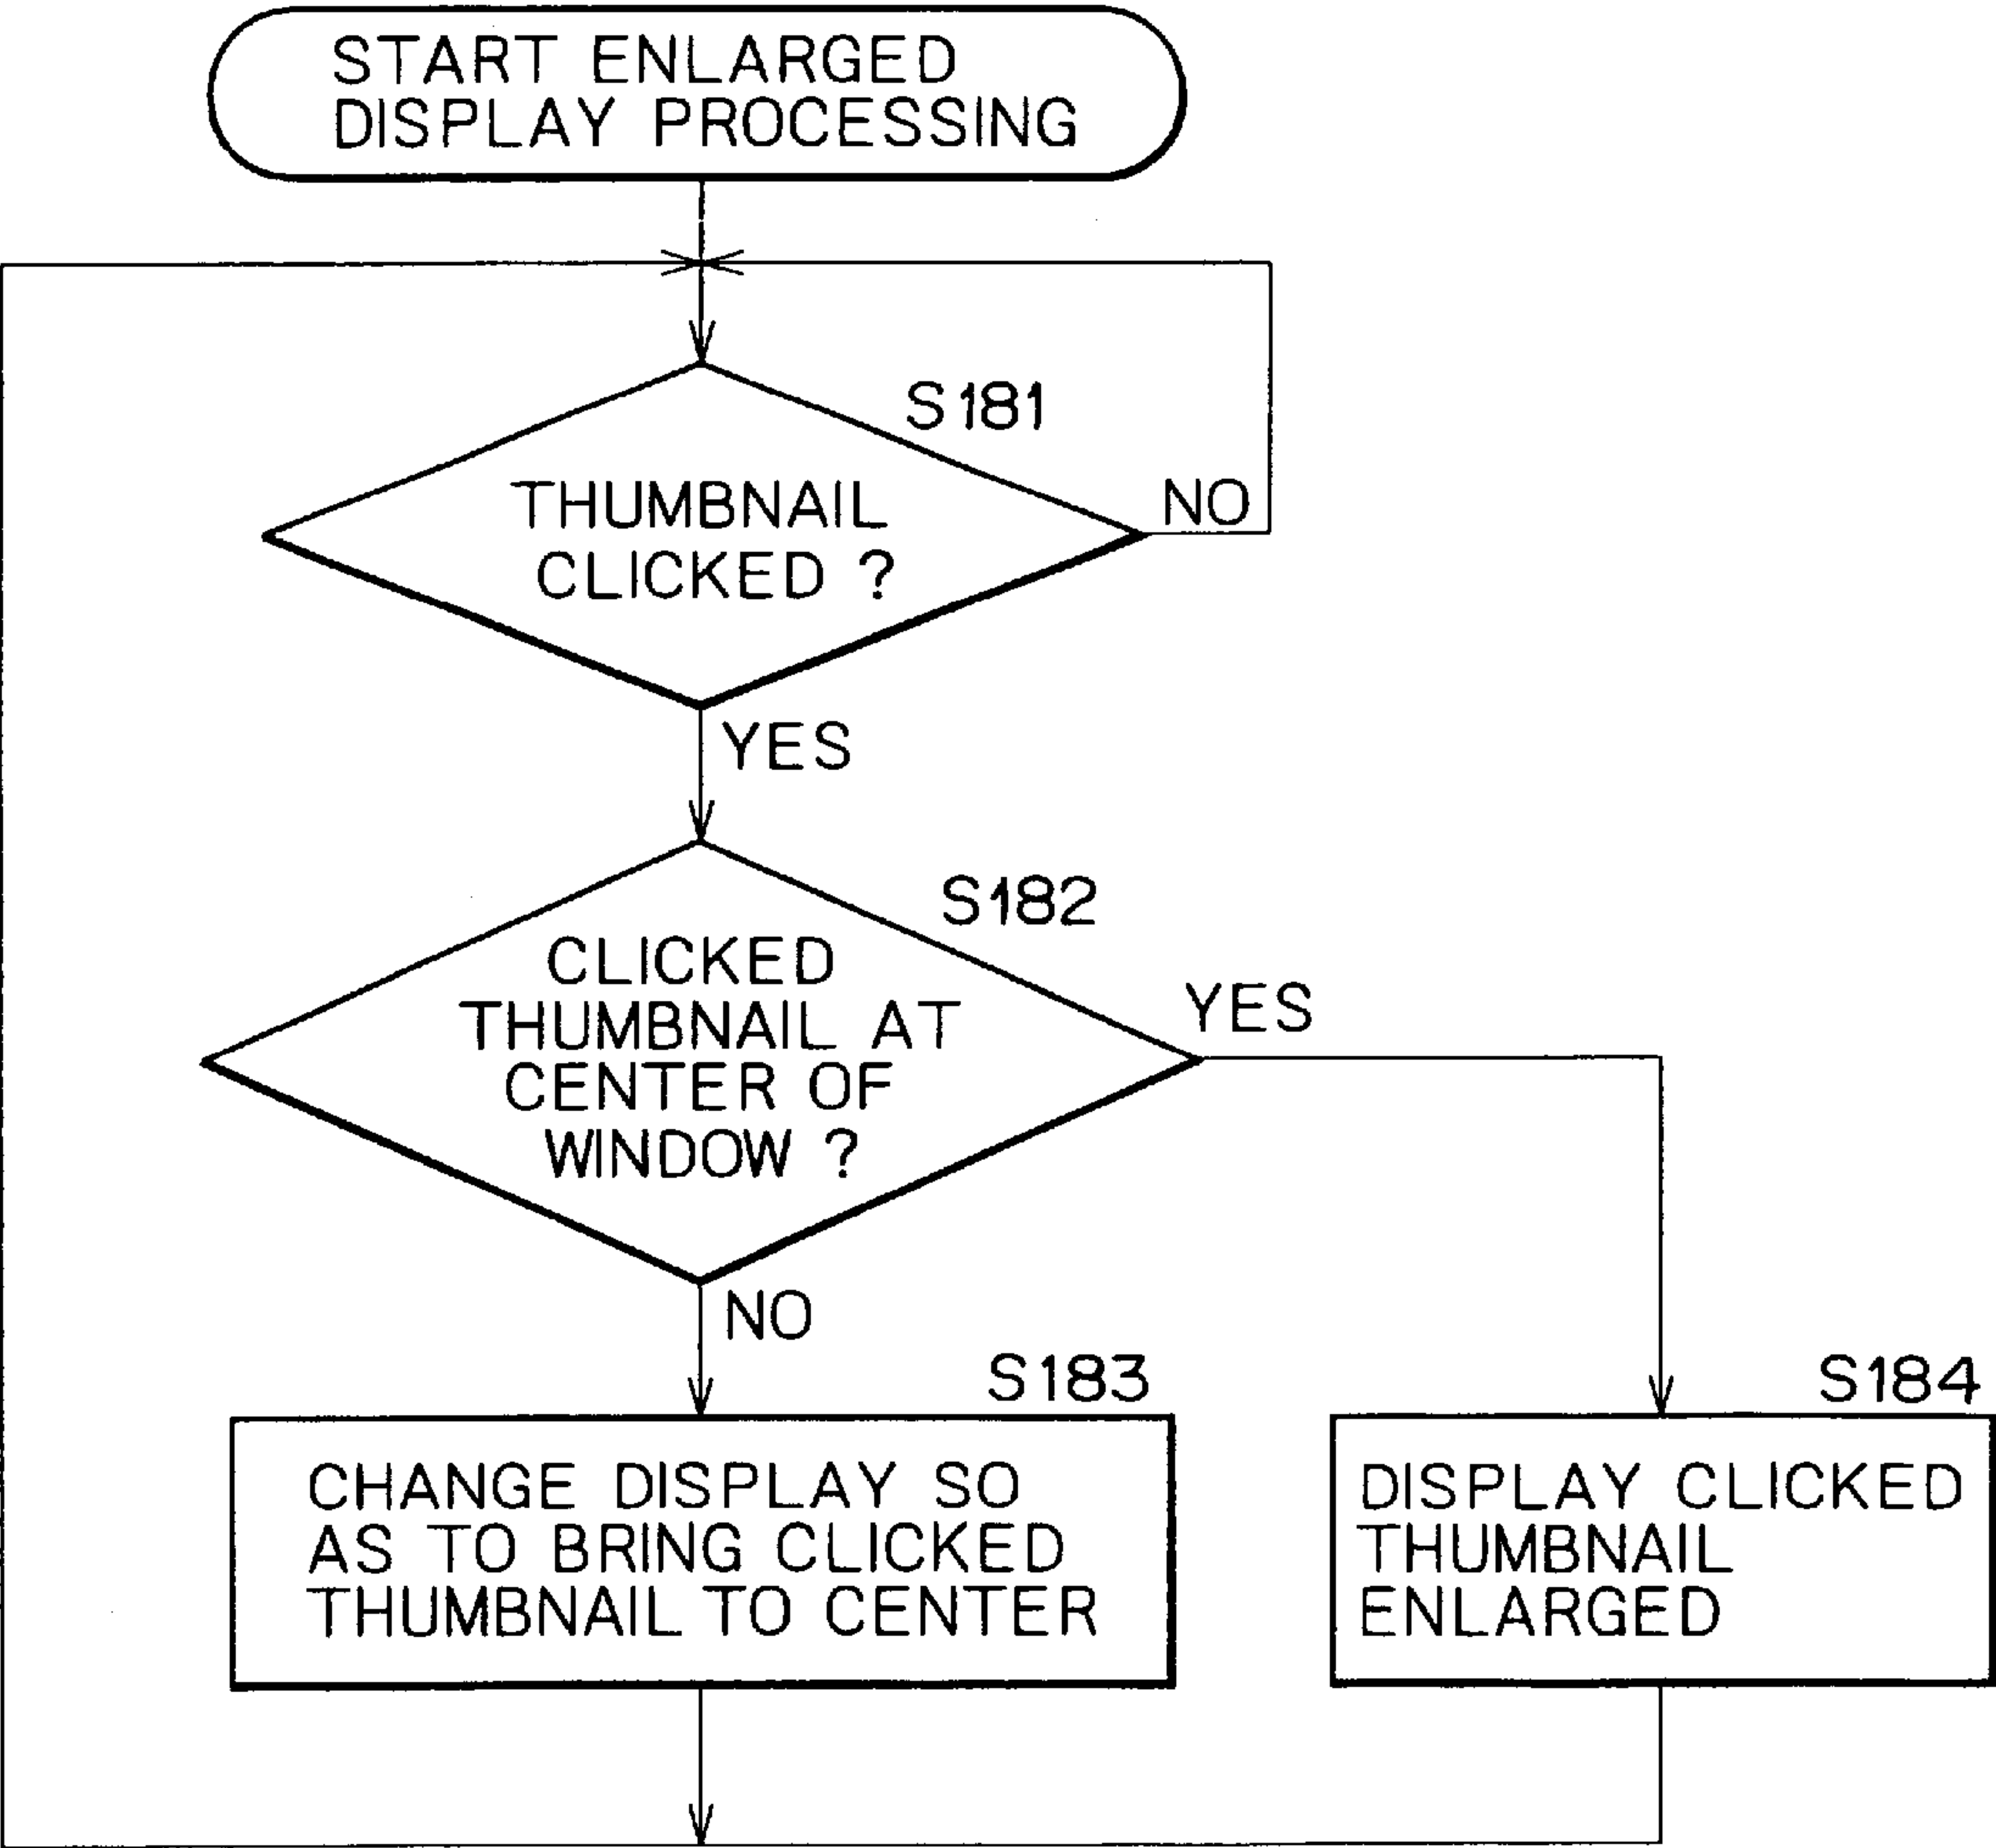 START ENLARGED
DISPLAY PROCESSING
S181
THUMBNAIL
CLICKED ?
NO
YES
S182
CLICKED
THUMBNAIL AT
CENTER OF
WINDOW ?
YES
NO
S183
CHANGE DISPLAY SO
AS TO BRING CLICKED
THUMBNAIL TO CENTER
S184
DISPLAY CLICKED
THUMBNAIL
ENLARGED